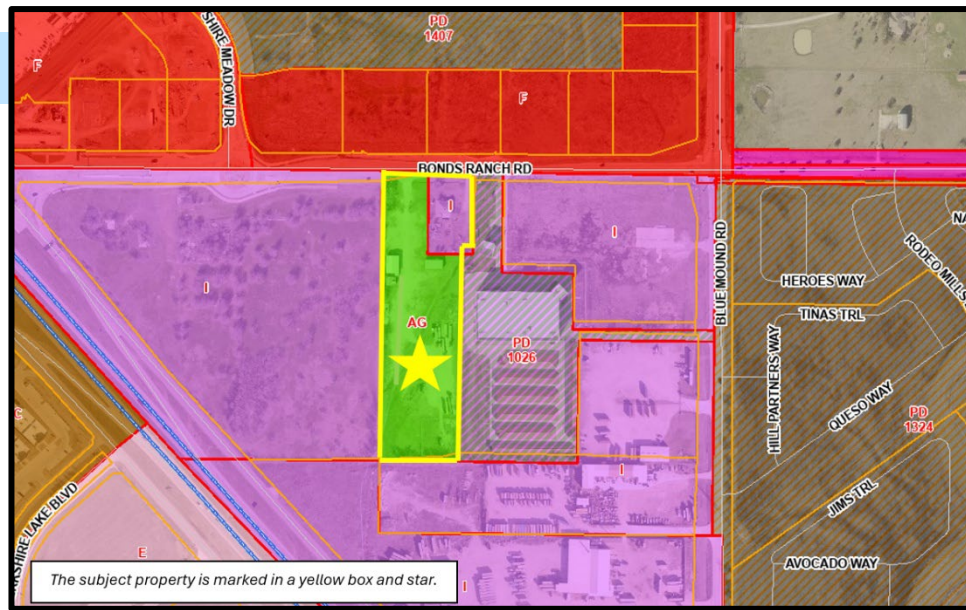 SHIRE MEADOW DR
PD
1407
F
F
BONDS RANCH RD
I
I
I
AG
PD
1026
BLUE MOUND RD
HEROES WAY
TINAS TRL
HILL PARTNERS WAY
QUESO WAY
RODEO MILLS
NA
PD
1324
JIMS TRL
AVOCADO WAY
C
SHIRE LAKE BLVD
E
I
I
The subject property is marked in a yellow box and star.